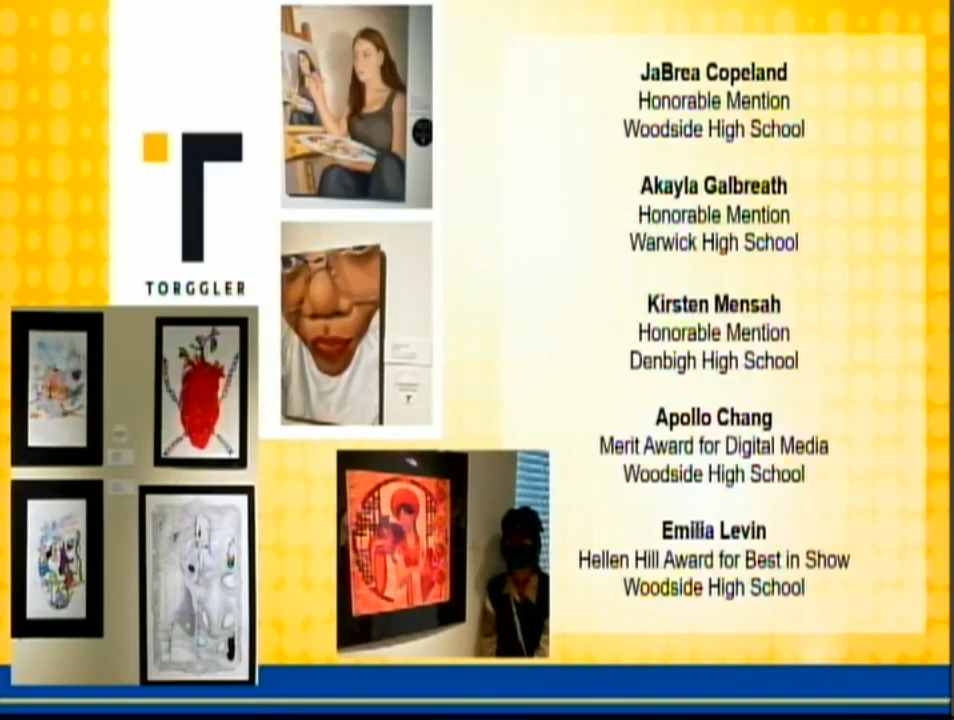 TORGGLER
JaBrea Copeland
Honorable Mention
Woodside High School
Akayla Galbreath
Honorable Mention
Warwick High School
Kirsten Mensah
Honorable Mention
Denbigh High School
Apollo Chang
Merit Award for Digital Media
Woodside High School
Emilia Levin
Hellen Hill Award for Best in Show
Woodside High School